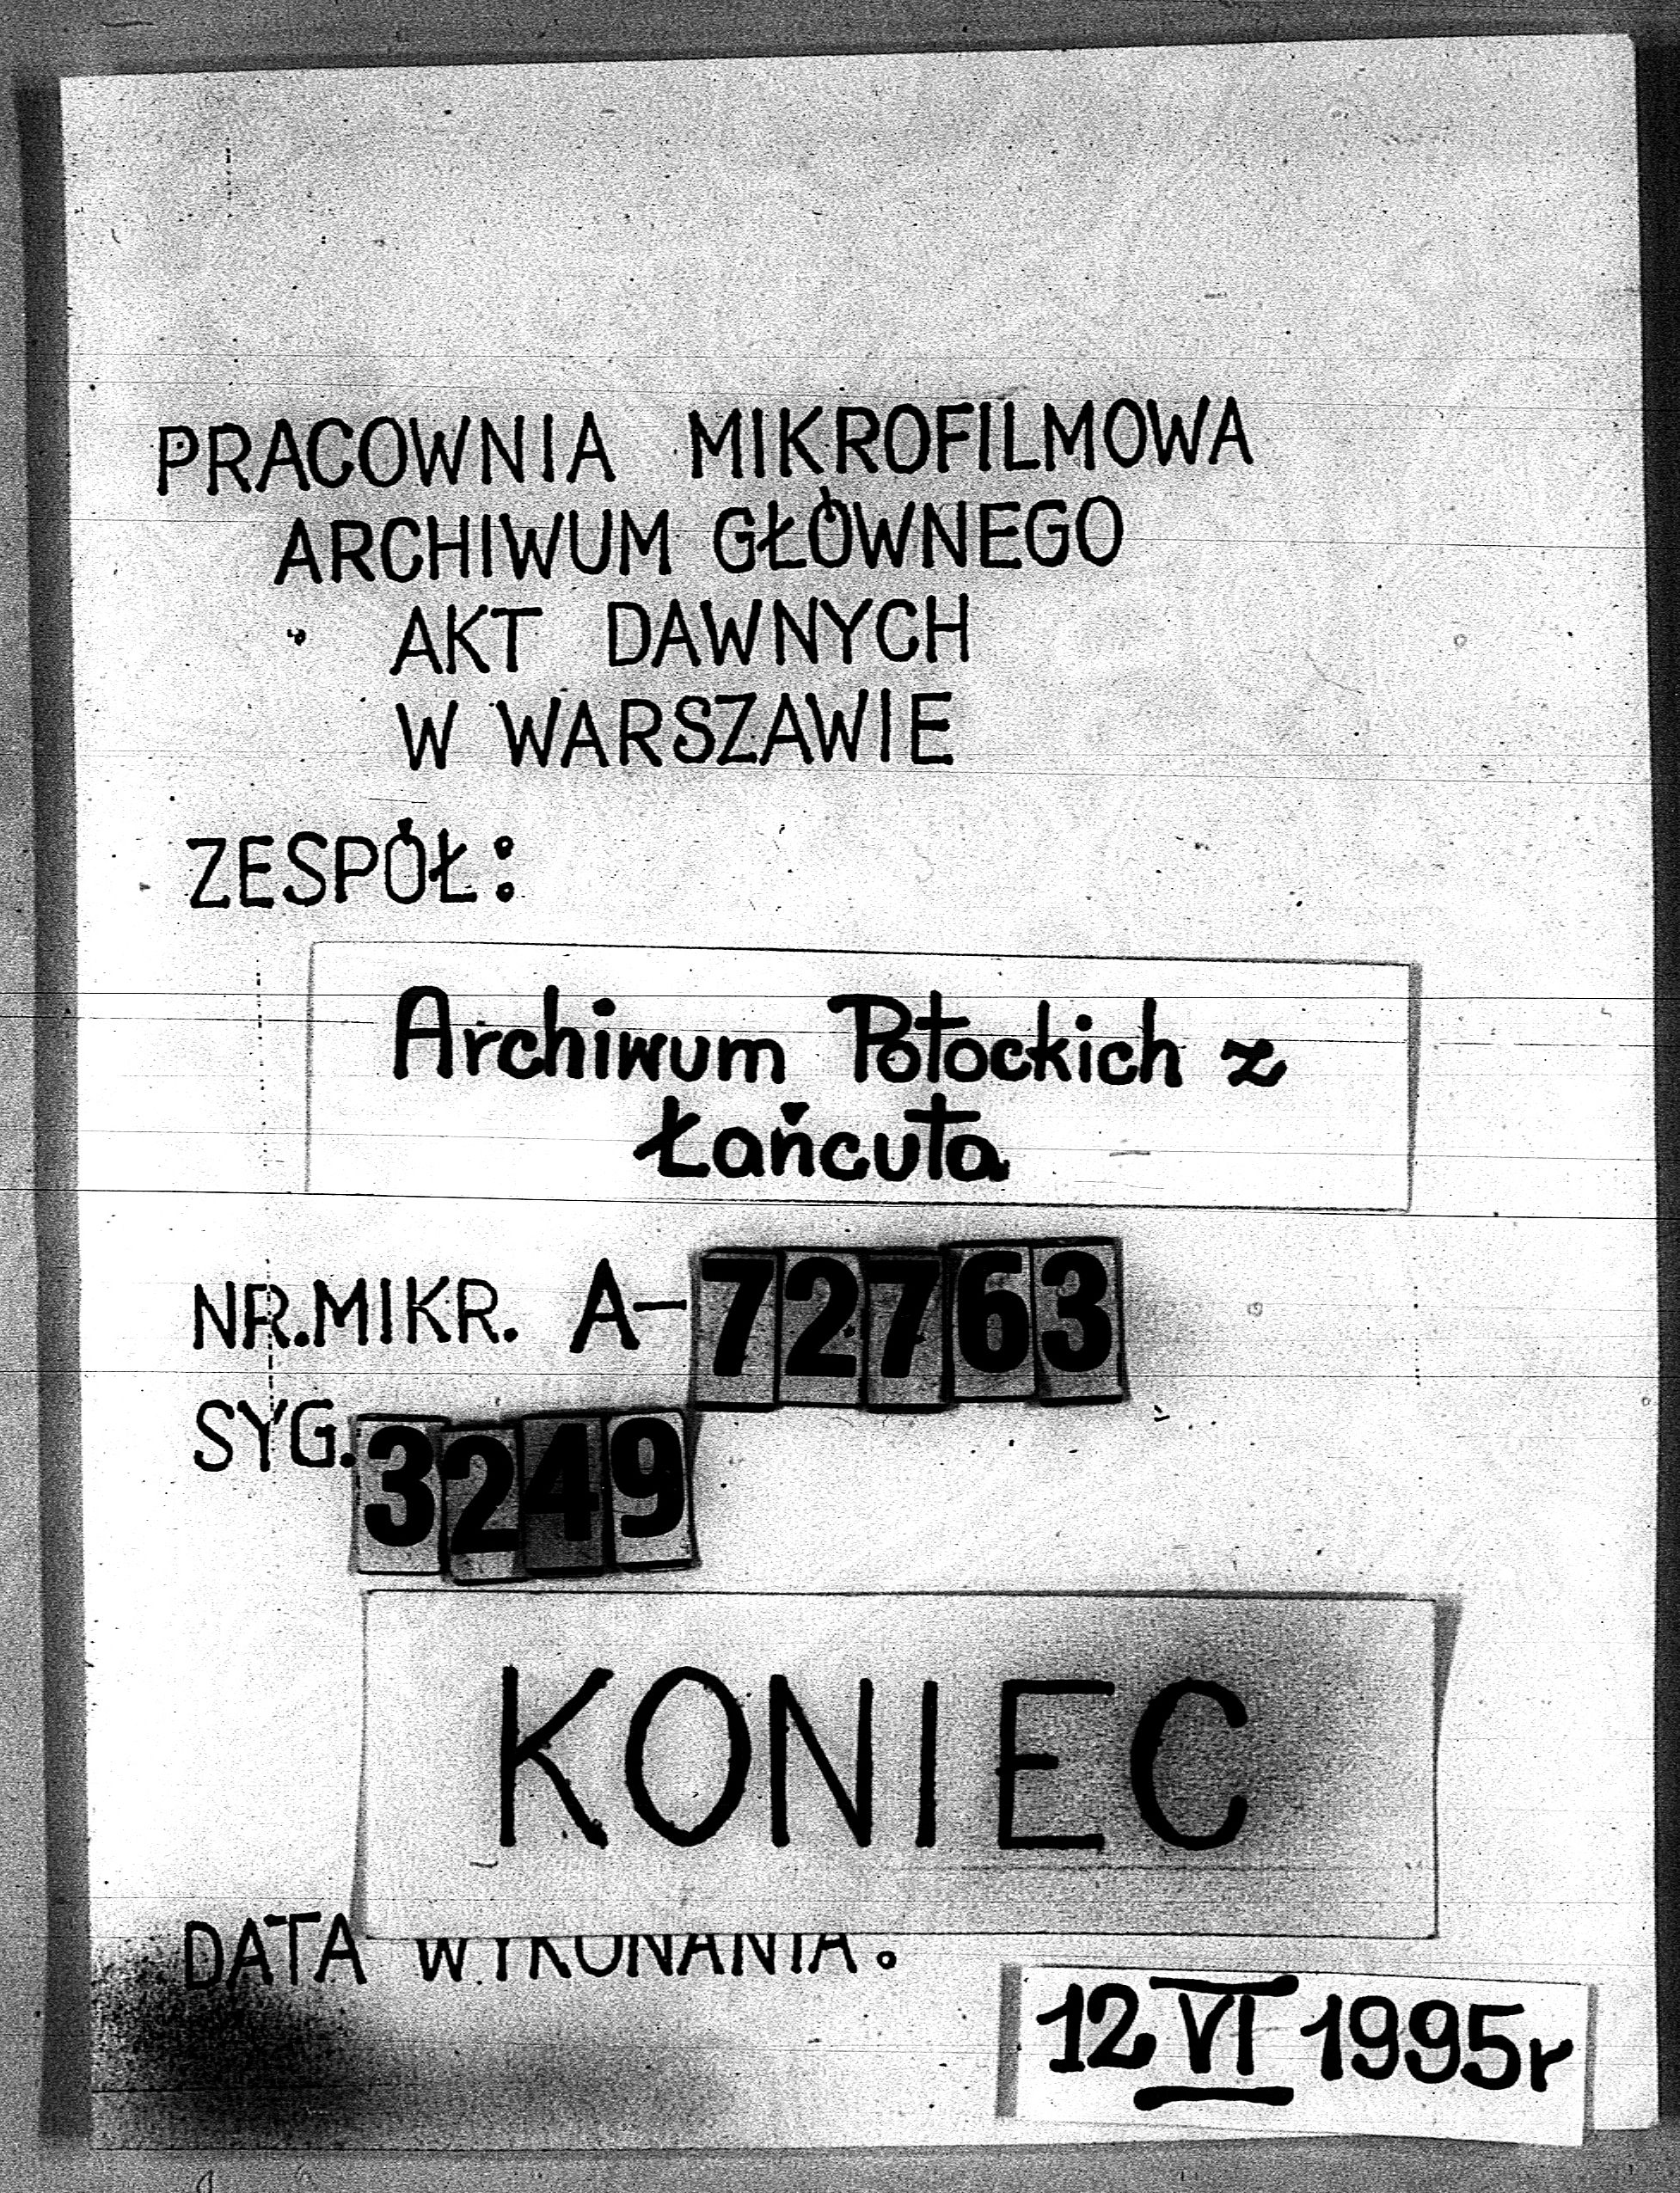 PRACOWNIA MIKROFILMOWA
ARCHIWUM GŁÓWNEGO
AKT DAWNYCH
W WARSZAWIE
ZESPÓŁ:
Archiwum Potockich z
Łańcuta
NR.MIKR. A-72763
SYG. 3249
KONIEC
DATA WYKONANIA:
12 VI 1995r